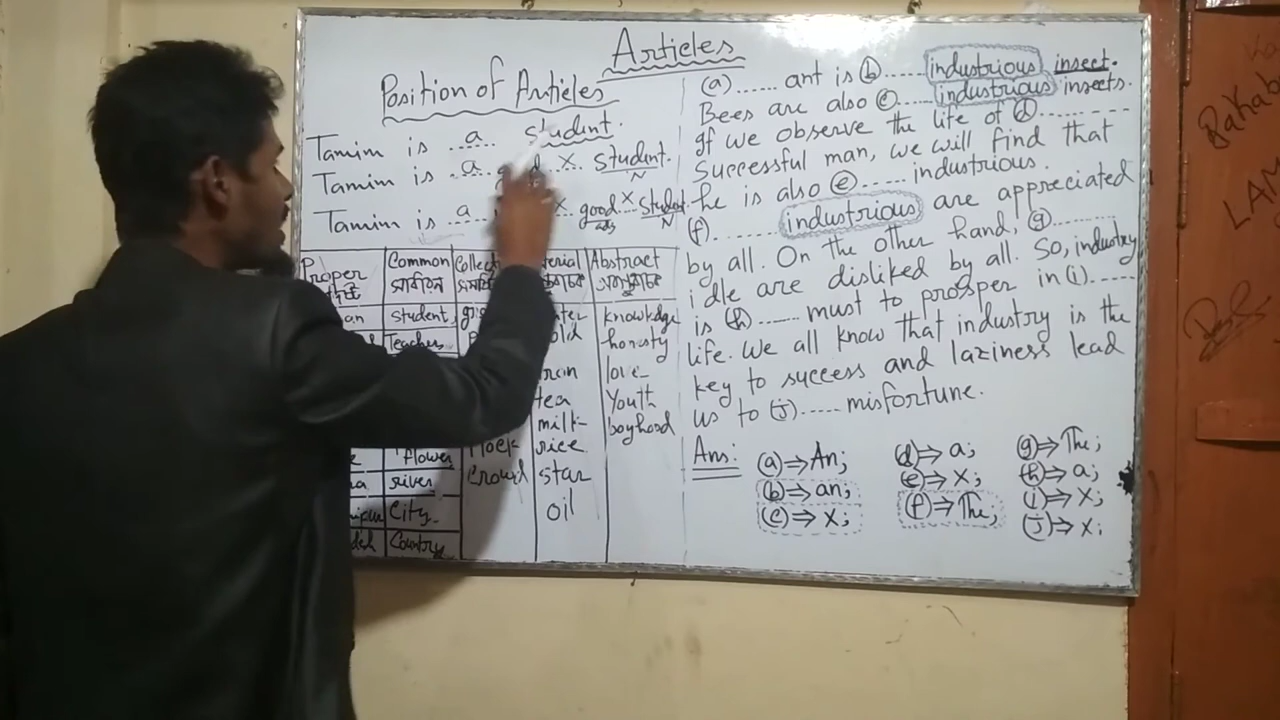 Articles
Position of Articles
Tamim is ..a.. student.
Tamim is ..a.. x student.
N
Tamim is ..a.. x good x Student
adj N
Proper Common Collect Abstract
student, knowledge
Teacher honesty
love
tea Youth
milk boyhood
flower rice
river Crowd star
City oil
Country
(a)...... ant is (b)...... industrious insect.
Bees are also (c)...... industrious insects.
If we observe the life of (d)..........
Successful man, we will find that
he is also (e)...... industrious.
(f)......... industrious are appreciated
by all. On the other hand, (g)..........
idle are disliked by all. So, industry
is (h)...... must to prosper in (i)......
life. We all know that industry is the
key to success and laziness lead
us to (j)..... misfortune.
Ans: (a)⇒An; (d)⇒a; (g)⇒The;
(b)⇒an; (e)⇒x; (h)⇒a;
(c)⇒x; (f)⇒The; (i)⇒x;
(j)⇒x;